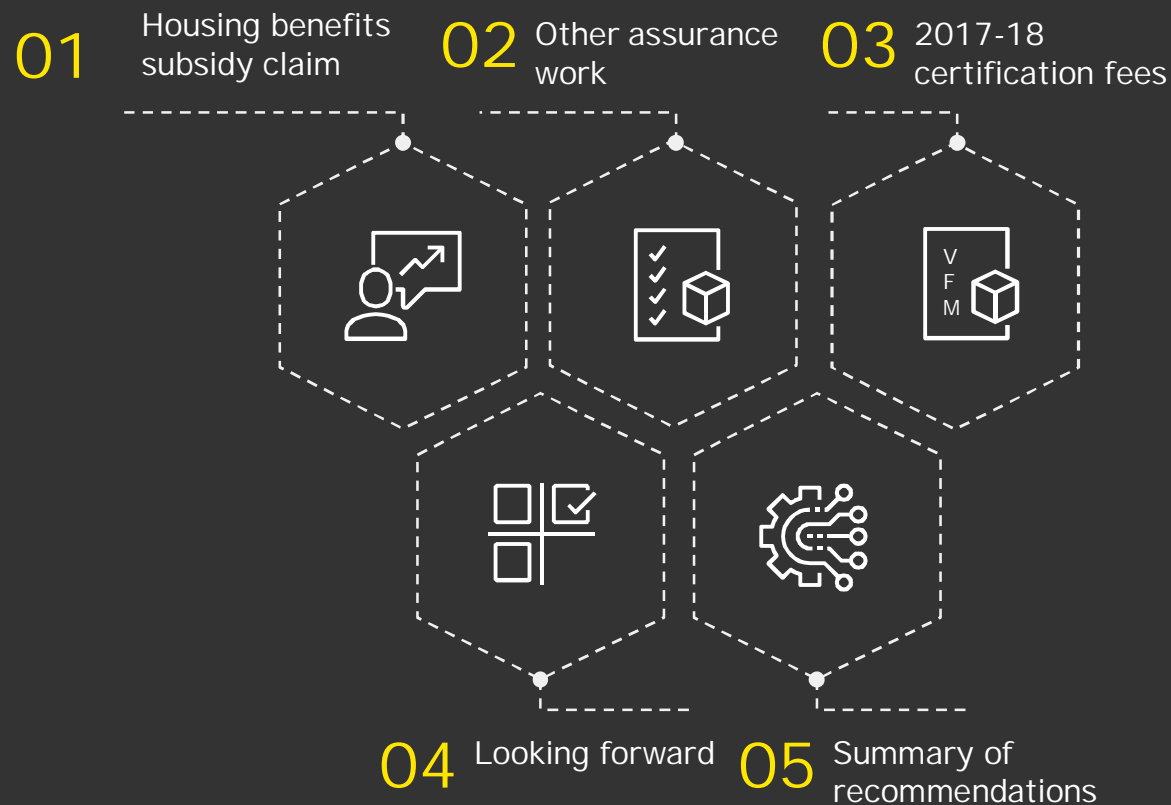 01
Housing benefits
subsidy claim
02
Other assurance
work
03
2017-18
certification fees
V
F
M
04
Looking forward
05
Summary of
recommendations